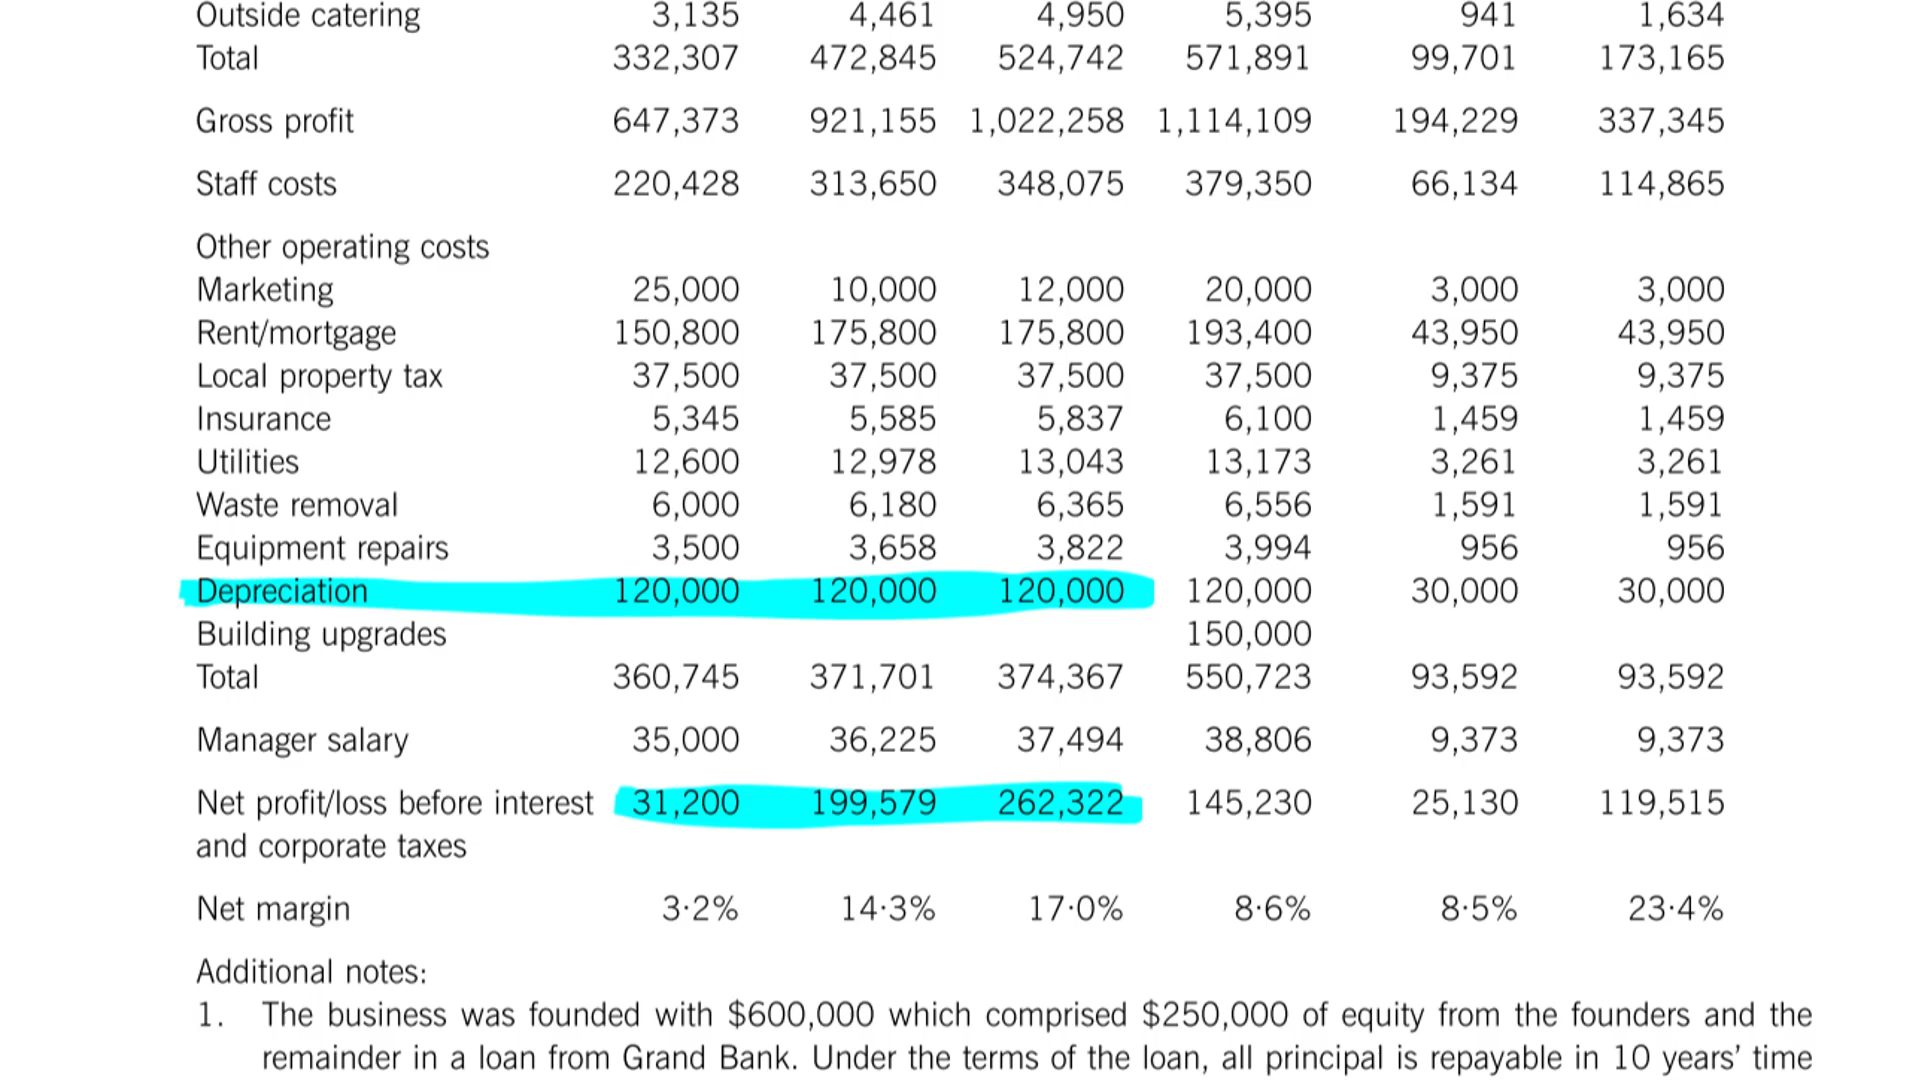 Outside catering 3,135 4,461 4,950 5,395 941 1,634
Total 332,307 472,845 524,742 571,891 99,701 173,165
Gross profit 647,373 921,155 1,022,258 1,114,109 194,229 337,345
Staff costs 220,428 313,650 348,075 379,350 66,134 114,865
Other operating costs
Marketing 25,000 10,000 12,000 20,000 3,000 3,000
Rent/mortgage 150,800 175,800 175,800 193,400 43,950 43,950
Local property tax 37,500 37,500 37,500 37,500 9,375 9,375
Insurance 5,345 5,585 5,837 6,100 1,459 1,459
Utilities 12,600 12,978 13,043 13,173 3,261 3,261
Waste removal 6,000 6,180 6,365 6,556 1,591 1,591
Equipment repairs 3,500 3,658 3,822 3,994 956 956
Depreciation 120,000 120,000 120,000 120,000 30,000 30,000
Building upgrades 150,000
Total 360,745 371,701 374,367 550,723 93,592 93,592
Manager salary 35,000 36,225 37,494 38,806 9,373 9,373
Net profit/loss before interest 31,200 199,579 262,322 145,230 25,130 119,515
and corporate taxes
Net margin 3·2% 14·3% 17·0% 8·6% 8·5% 23·4%
Additional notes:
1. The business was founded with $600,000 which comprised $250,000 of equity from the founders and the
remainder in a loan from Grand Bank. Under the terms of the loan, all principal is repayable in 10 years’ time